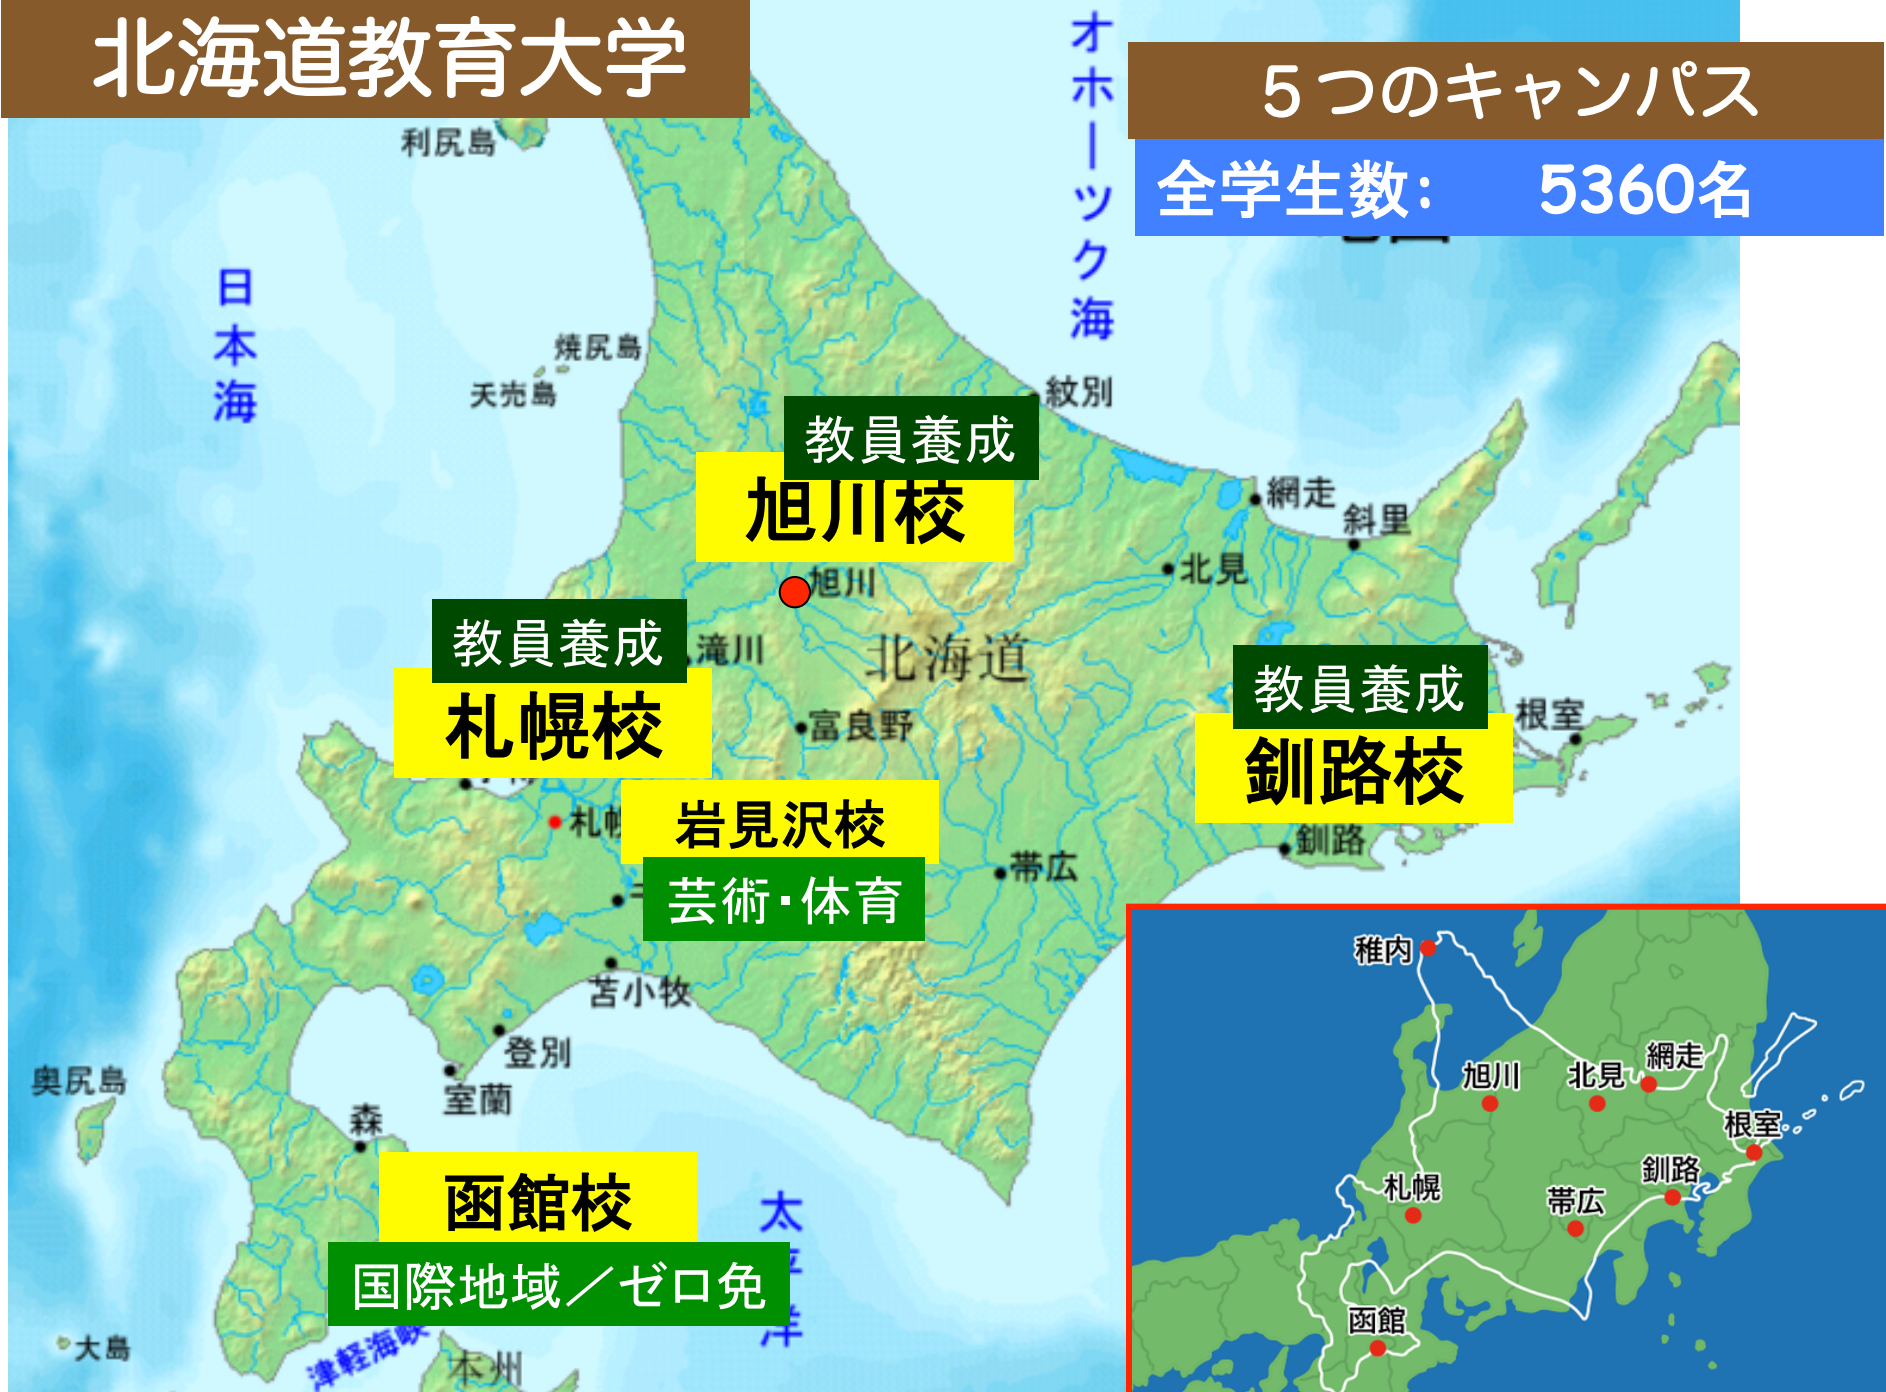 北海道教育大学
５つのキャンパス
全学生数：　5360名
オホーツク海
利尻島
日本海
焼尻島
天売島
紋別
教員養成
旭川校
網走
斜里
北見
旭川
教員養成
札幌校
滝川
北海道
教員養成
釧路校
根室
富良野
岩見沢校
芸術・体育
釧路
帯広
苫小牧
登別
室蘭
奥尻島
森
函館校
国際地域／ゼロ免
大島
津軽海峡
本州
稚内
旭川
北見
網走
根室
釧路
札幌
帯広
函館